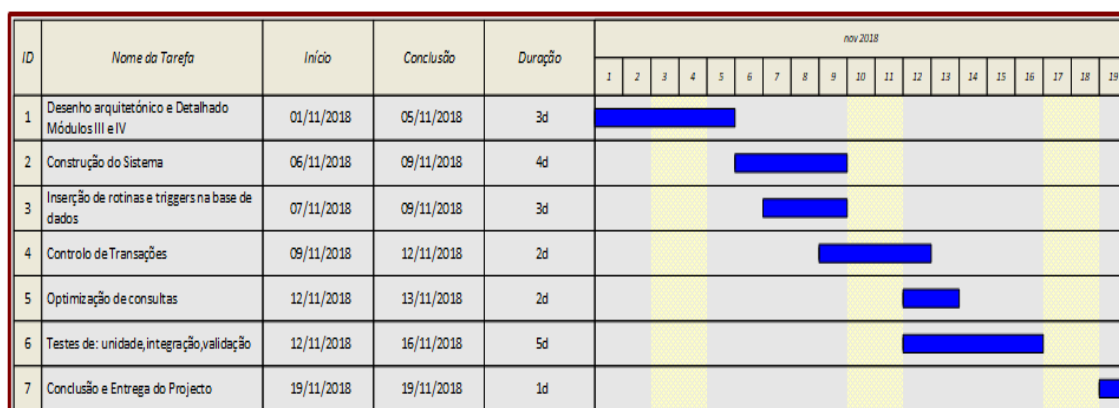 ID Nome da Tarefa Início Conclusão Duração nov 2018
1 2 3 4 5 6 7 8 9 10 11 12 13 14 15 16 17 18 19
1 Desenho arquitetónico e Detalhado Módulos III e IV 01/11/2018 05/11/2018 3d
2 Construção do Sistema 06/11/2018 09/11/2018 4d
3 Inserção de rotinas e triggers na base de dados 07/11/2018 09/11/2018 3d
4 Controlo de Transações 09/11/2018 12/11/2018 2d
5 Optimização de consultas 12/11/2018 13/11/2018 2d
6 Testes de: unidade,integração,validação 12/11/2018 16/11/2018 5d
7 Conclusão e Entrega do Projecto 19/11/2018 19/11/2018 1d